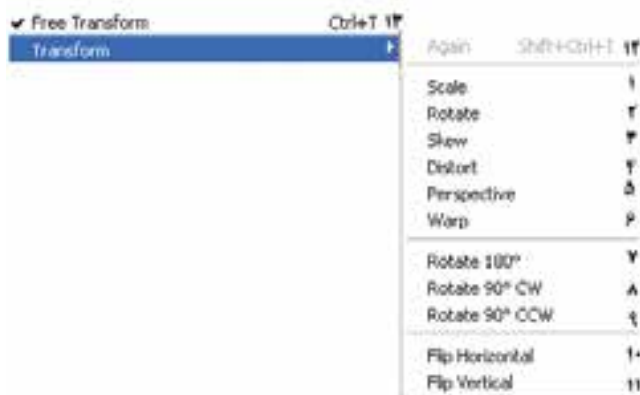 ✔ Free Transform Ctrl+T ۱۳
Transform
Again Shift+Ctrl+T ۱۲
Scale ۱
Rotate ۲
Skew ۳
Distort ۴
Perspective ۵
Warp ۶
Rotate 180° ۷
Rotate 90° CW ۸
Rotate 90° CCW ۹
Flip Horizontal ۱۰
Flip Vertical ۱۱